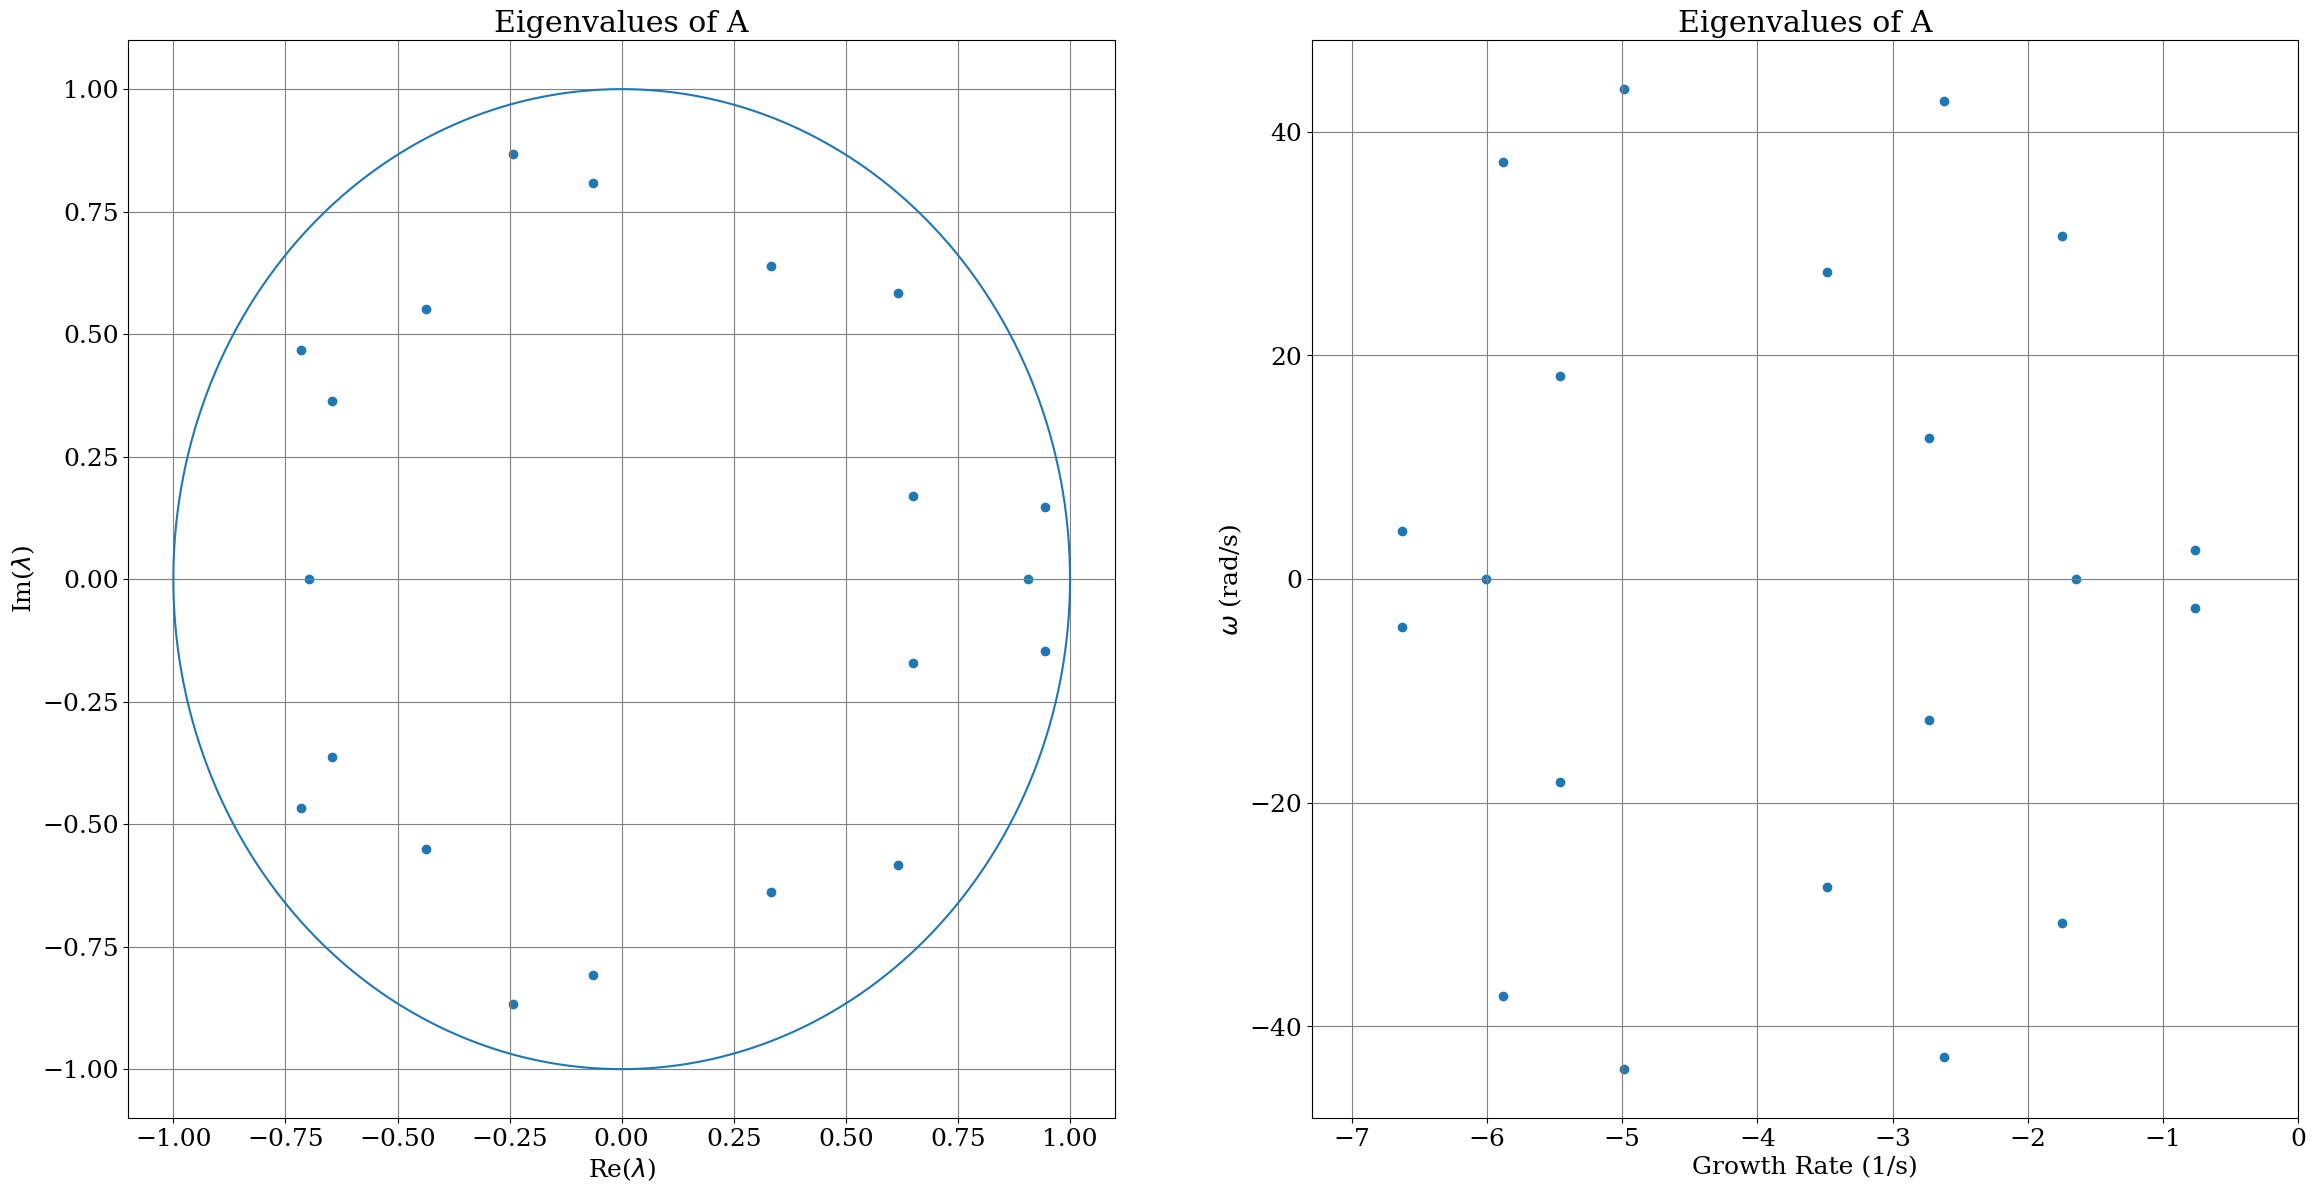 Eigenvalues of A
1.00
0.75
0.50
0.25
0.00
−0.25
−0.50
−0.75
−1.00
Im(λ)
−1.00 −0.75 −0.50 −0.25 0.00 0.25 0.50 0.75 1.00
Re(λ)
Eigenvalues of A
40
20
0
−20
−40
ω (rad/s)
−7 −6 −5 −4 −3 −2 −1 0
Growth Rate (1/s)